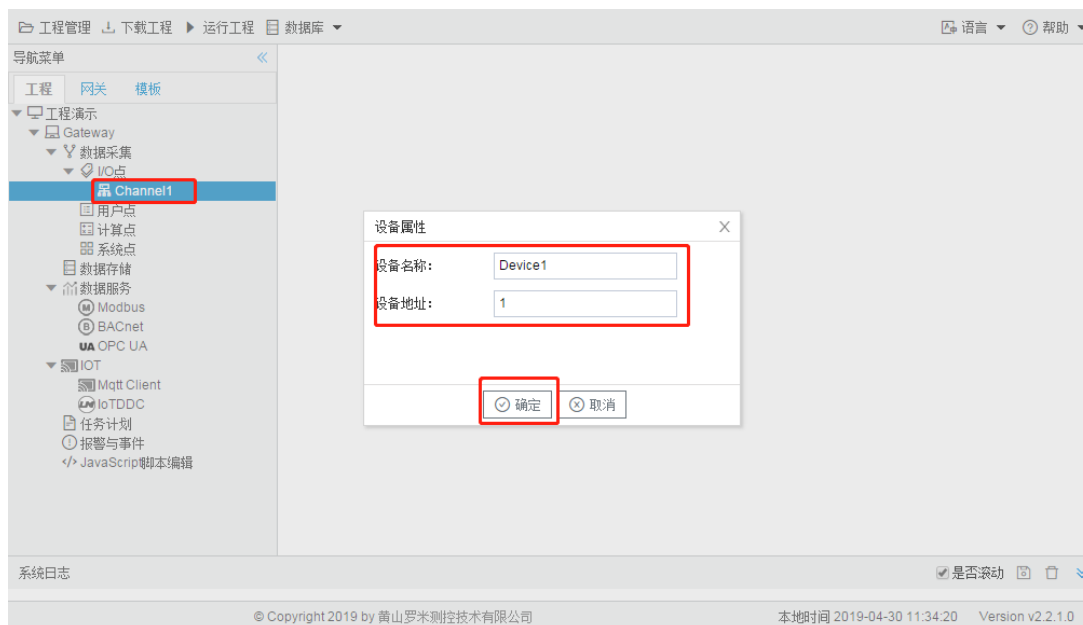 工程管理 下载工程 运行工程 数据库 语言 帮助
导航菜单
工程 网关 模板
工程演示
Gateway
数据采集
I/O点
Channel1
用户点
计算点
系统点
数据存储
数据服务
M Modbus
B BACnet
UA OPC UA
IOT
Mqtt Client
IoTDDC
任务计划
报警与事件
JavaScript脚本编辑
设备属性
设备名称: Device1
设备地址: 1
确定 取消
系统日志 是否滚动
© Copyright 2019 by 黄山罗米测控技术有限公司 本地时间 2019-04-30 11:34:20 Version v2.2.1.0